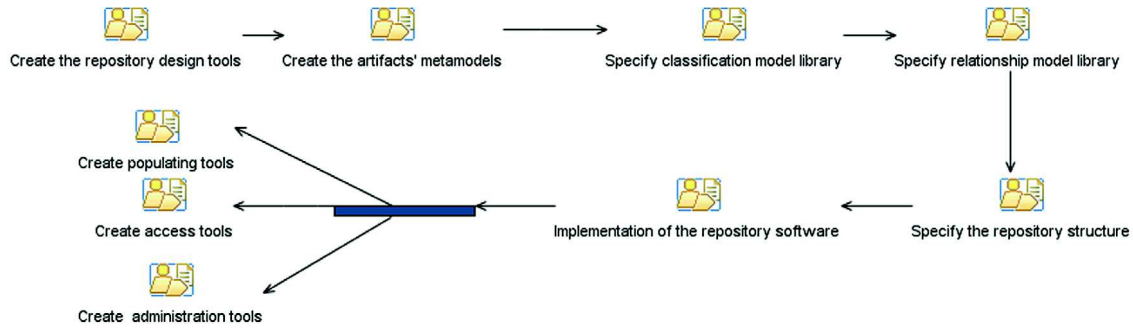 Create the repository design tools
Create the artifacts' metamodels
Specify classification model library
Specify relationship model library
Create populating tools
Create access tools
Implementation of the repository software
Specify the repository structure
Create administration tools